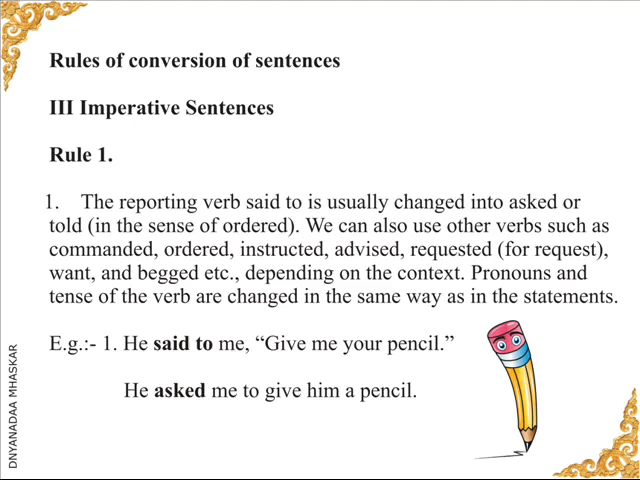 Rules of conversion of sentences
III Imperative Sentences
Rule 1.
1. The reporting verb said to is usually changed into asked or
told (in the sense of ordered). We can also use other verbs such as
commanded, ordered, instructed, advised, requested (for request),
want, and begged etc., depending on the context. Pronouns and
tense of the verb are changed in the same way as in the statements.
E.g.:- 1. He said to me, “Give me your pencil.”
He asked me to give him a pencil.
DNYANADAA MHASKAR